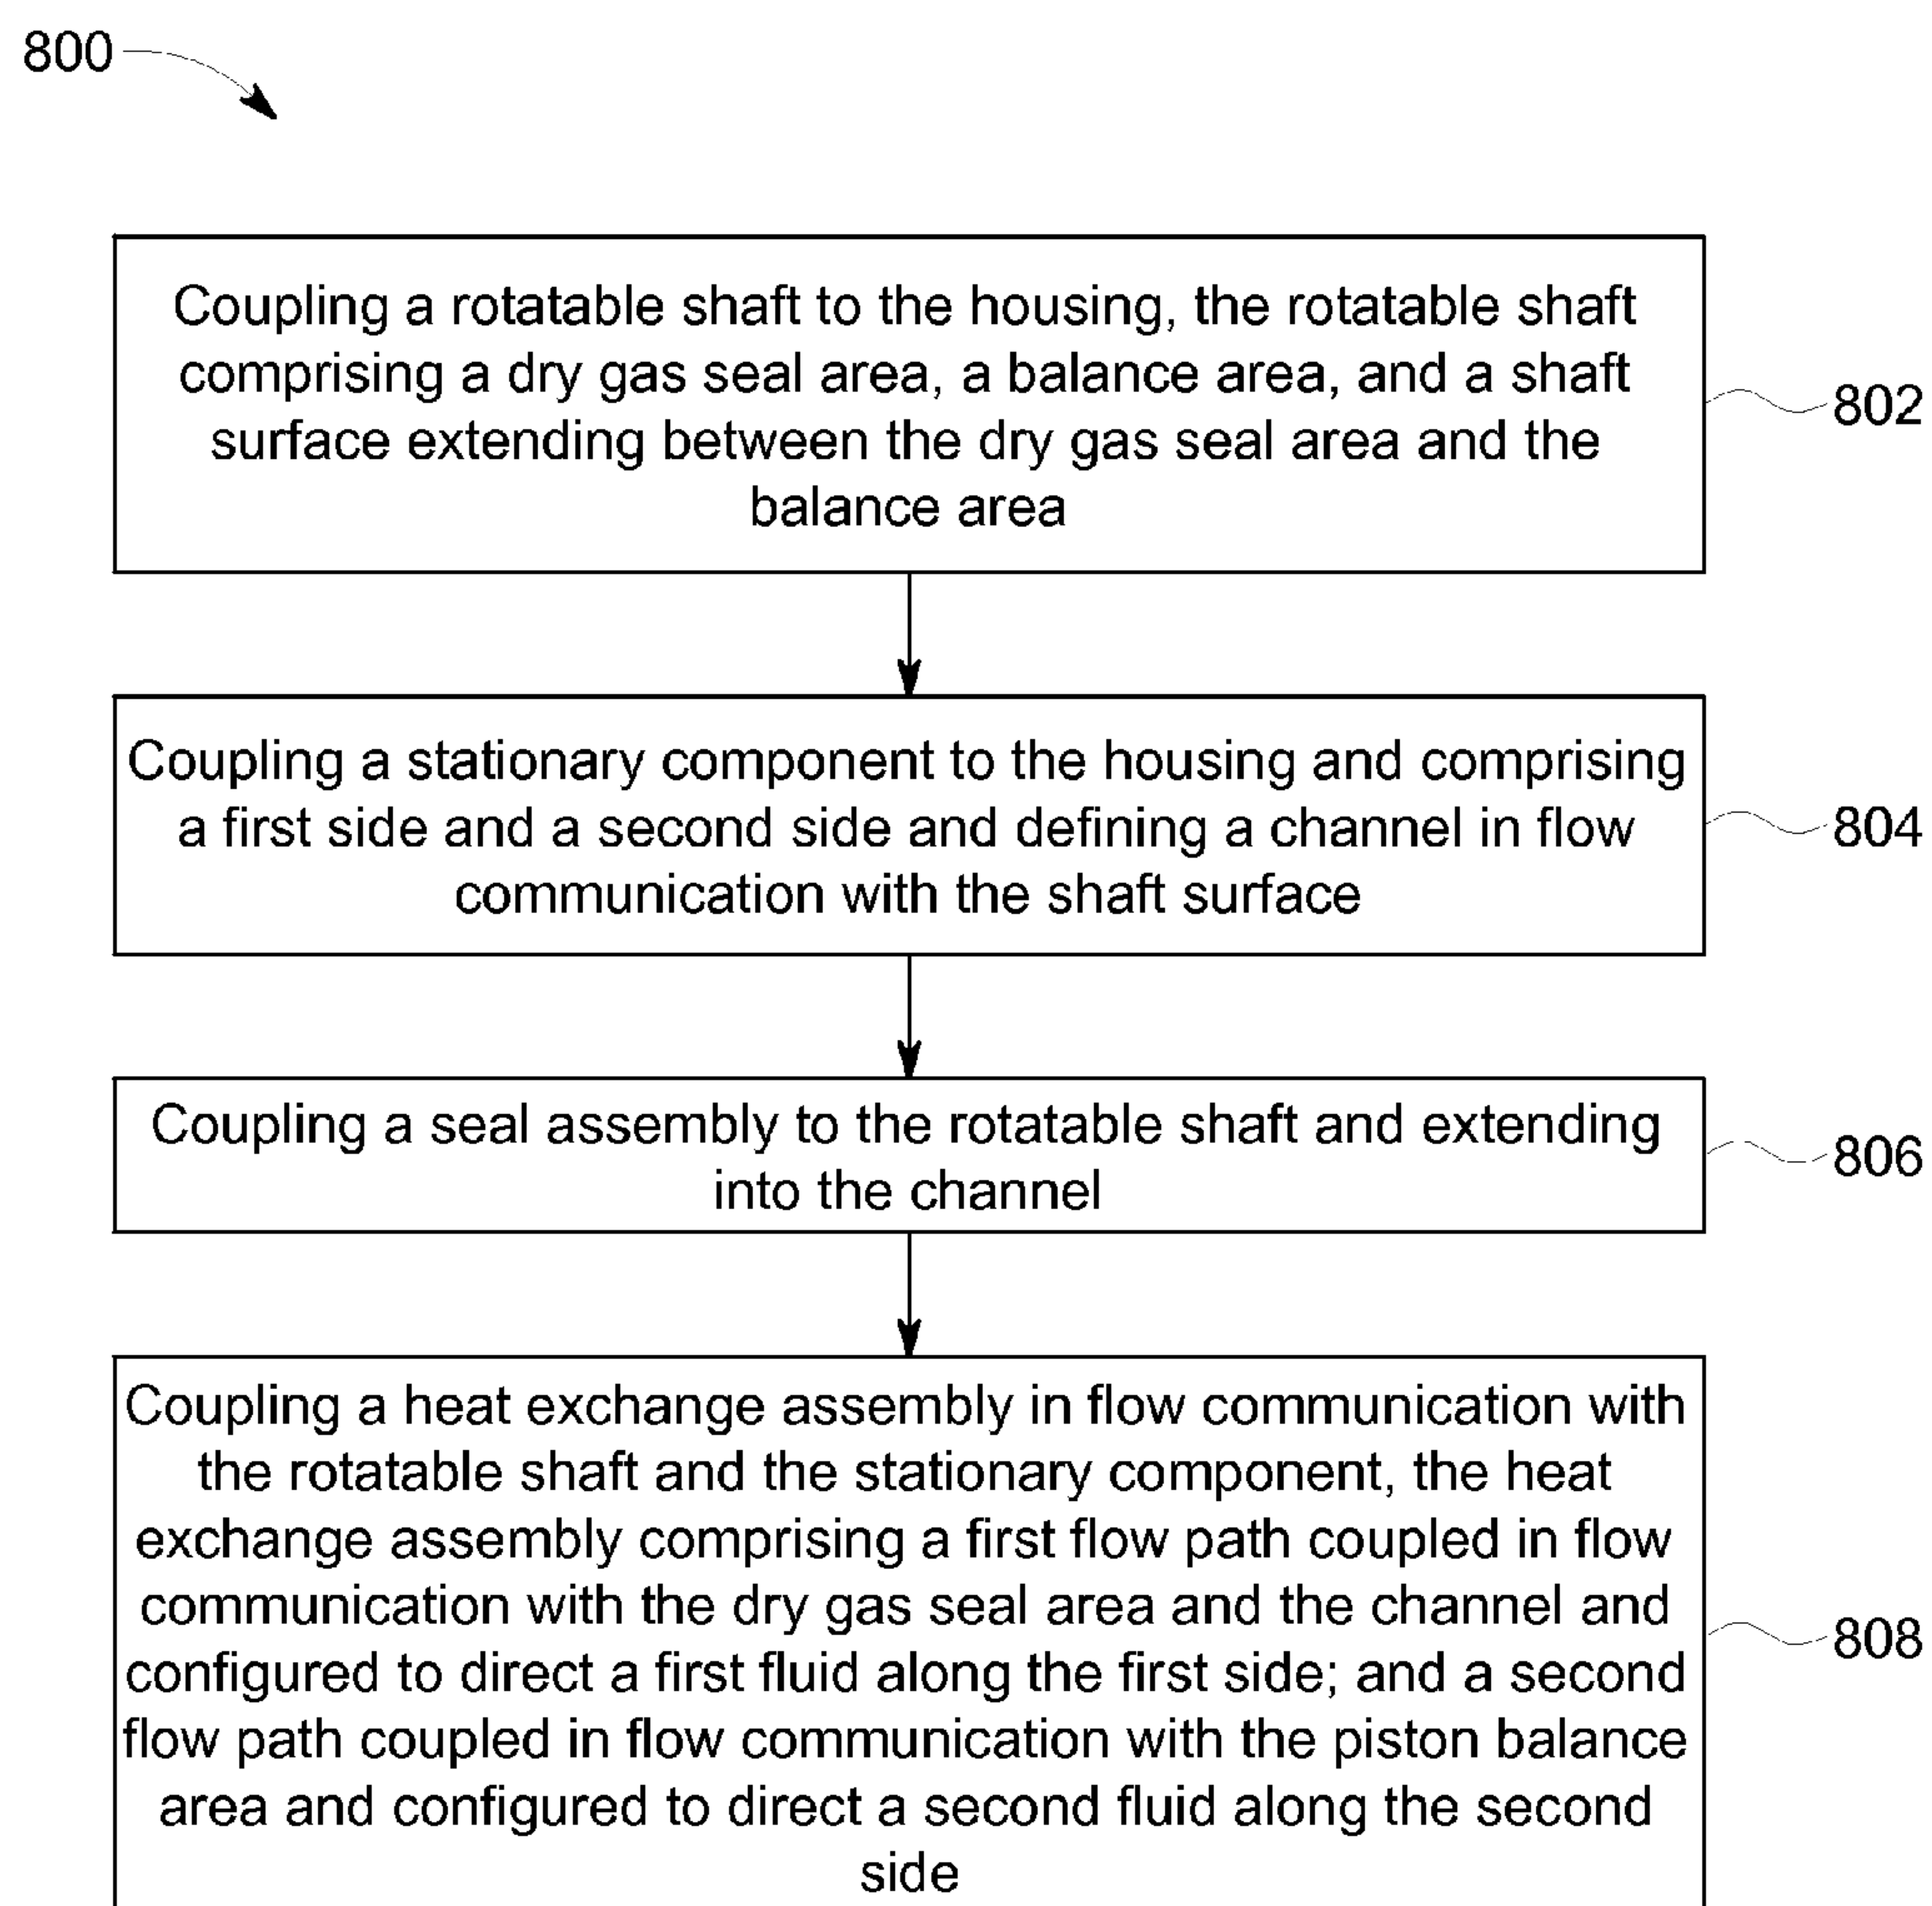 800
Coupling a rotatable shaft to the housing, the rotatable shaft
comprising a dry gas seal area, a balance area, and a shaft
surface extending between the dry gas seal area and the
balance area
802
Coupling a stationary component to the housing and comprising
a first side and a second side and defining a channel in flow
communication with the shaft surface
804
Coupling a seal assembly to the rotatable shaft and extending
into the channel
806
Coupling a heat exchange assembly in flow communication with
the rotatable shaft and the stationary component, the heat
exchange assembly comprising a first flow path coupled in flow
communication with the dry gas seal area and the channel and
configured to direct a first fluid along the first side; and a second
flow path coupled in flow communication with the piston balance
area and configured to direct a second fluid along the second
side
808